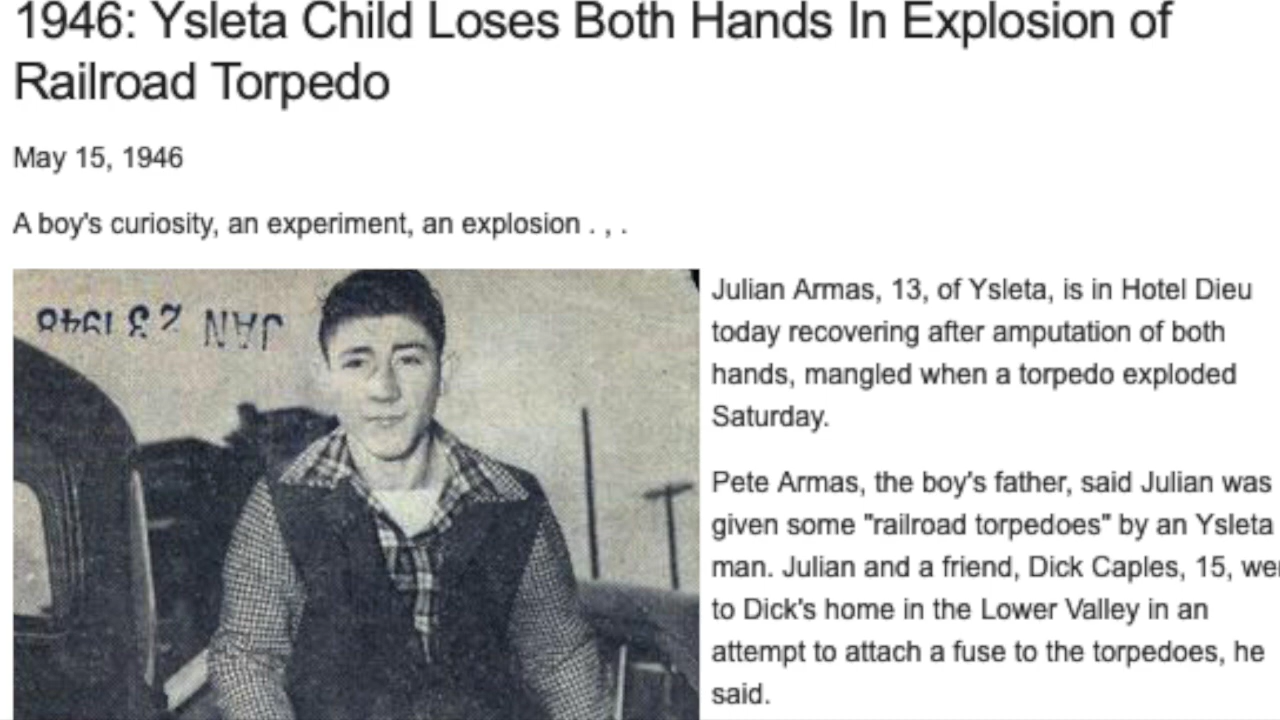 1946: Ysleta Child Loses Both Hands In Explosion of
Railroad Torpedo
May 15, 1946
A boy's curiosity, an experiment, an explosion . , .
JAN 23 1946
Julian Armas, 13, of Ysleta, is in Hotel Dieu
today recovering after amputation of both
hands, mangled when a torpedo exploded
Saturday.
Pete Armas, the boy's father, said Julian was
given some "railroad torpedoes" by an Ysleta
man. Julian and a friend, Dick Caples, 15, we
to Dick's home in the Lower Valley in an
attempt to attach a fuse to the torpedoes, he
said.